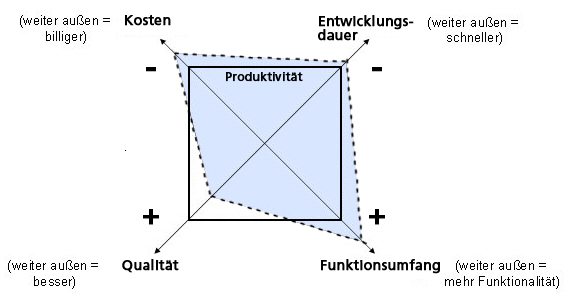 (weiter außen =
billiger)
Kosten
Entwicklungs-
dauer
(weiter außen =
schneller)
-
-
Produktivität
+
+
(weiter außen =
besser)
Qualität
Funktionsumfang
(weiter außen =
mehr Funktionalität)